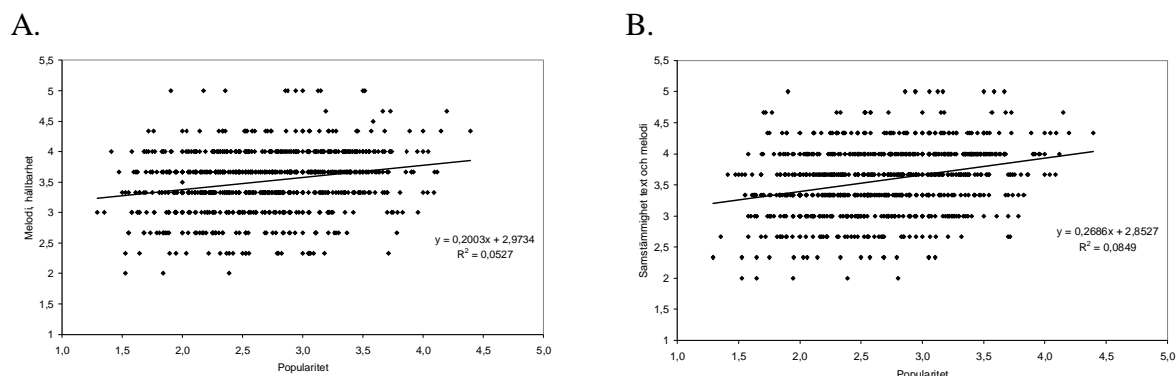 A.
B.
5,5
5
4,5
4
3,5
3
2,5
2
1,5
1
Melodi, hållbarhet
y = 0,2003x + 2,9734
R² = 0,0527
1,0 1,5 2,0 2,5 3,0 3,5 4,0 4,5 5,0
Popularitet
5,5
5
4,5
4
3,5
3
2,5
2
1,5
1
Samstämmighet text och melodi
y = 0,2686x + 2,8527
R² = 0,0849
1,0 1,5 2,0 2,5 3,0 3,5 4,0 4,5 5,0
Popularitet